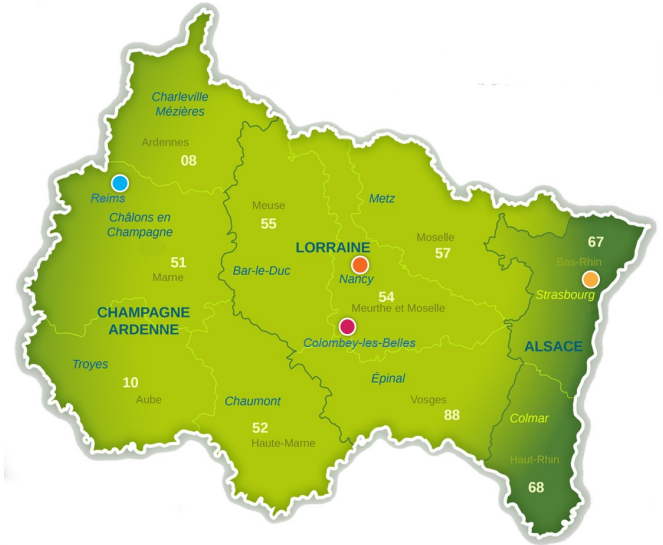 Charleville
Mézières
Ardennes
08
Reims
Châlons en
Champagne
51
Marne
CHAMPAGNE
ARDENNE
Troyes
10
Aube
Chaumont
52
Haute-Marne
Meuse
55
Bar-le-Duc
LORRAINE
Metz
Moselle
57
Nancy
54
Meurthe et Moselle
Colombey-les-Belles
Épinal
Vosges
88
67
Bas-Rhin
Strasbourg
ALSACE
Colmar
Haut-Rhin
68